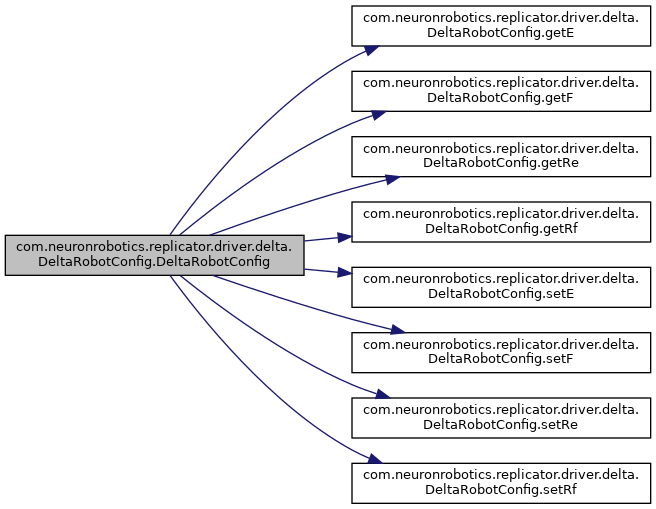 com.neuronrobotics.replicator.driver.delta.
DeltaRobotConfig.getE
com.neuronrobotics.replicator.driver.delta.
DeltaRobotConfig.getF
com.neuronrobotics.replicator.driver.delta.
DeltaRobotConfig.getRe
com.neuronrobotics.replicator.driver.delta.
DeltaRobotConfig.getRf
com.neuronrobotics.replicator.driver.delta.
DeltaRobotConfig.DeltaRobotConfig
com.neuronrobotics.replicator.driver.delta.
DeltaRobotConfig.setE
com.neuronrobotics.replicator.driver.delta.
DeltaRobotConfig.setF
com.neuronrobotics.replicator.driver.delta.
DeltaRobotConfig.setRe
com.neuronrobotics.replicator.driver.delta.
DeltaRobotConfig.setRf